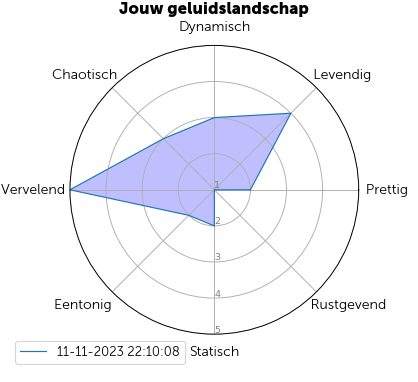 Jouw geluidslandschap
Dynamisch
Chaotisch
Levendig
Vervelend
1
Prettig
2
3
Eentonig
4
Rustgevend
5
11-11-2023 22:10:08
Statisch